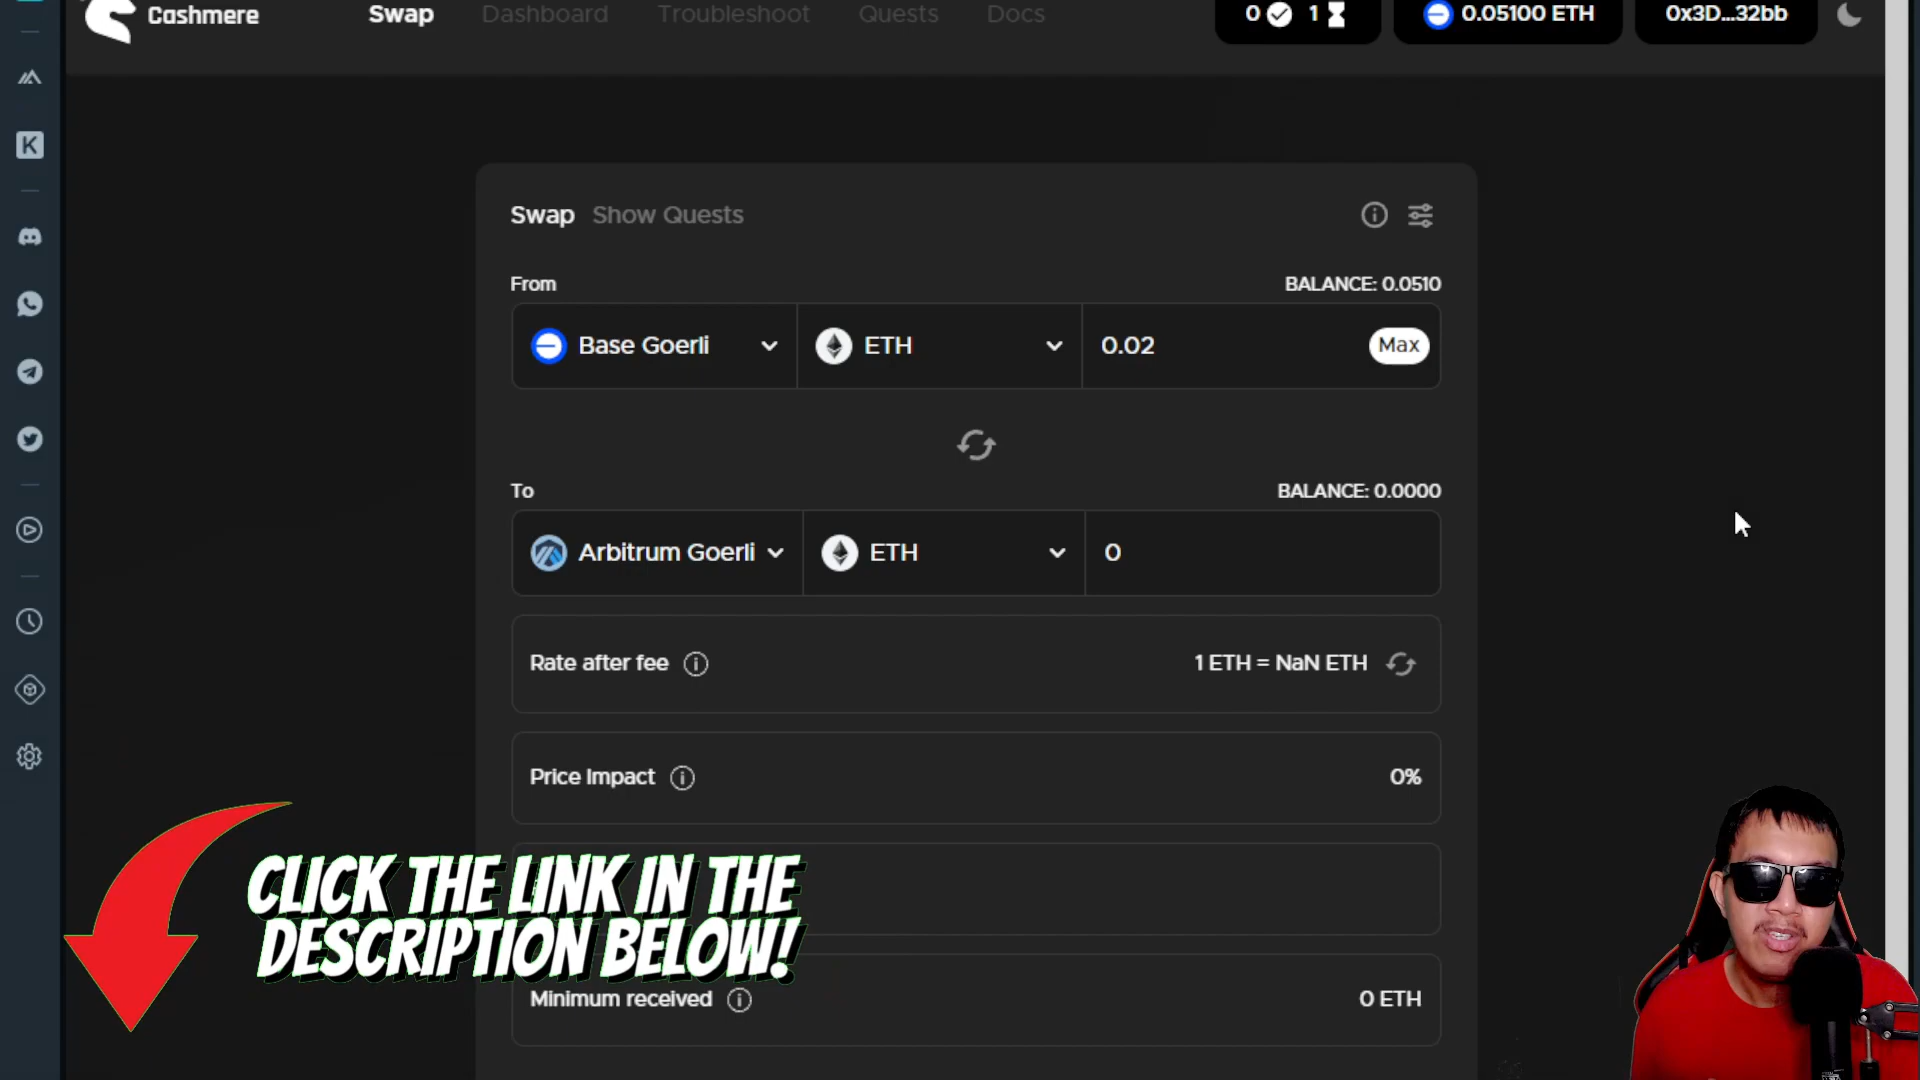 Cashmere
Swap Dashboard Troubleshoot Quests Docs
0 1 0.05100 ETH 0x3D...32bb
K
Swap Show Quests
From BALANCE: 0.0510
Base Goerli ETH 0.02 Max
To BALANCE: 0.0000
Arbitrum Goerli ETH 0
Rate after fee 1 ETH = NaN ETH
Price Impact 0%
CLICK THE LINK IN THE
DESCRIPTION BELOW!
Minimum received 0 ETH